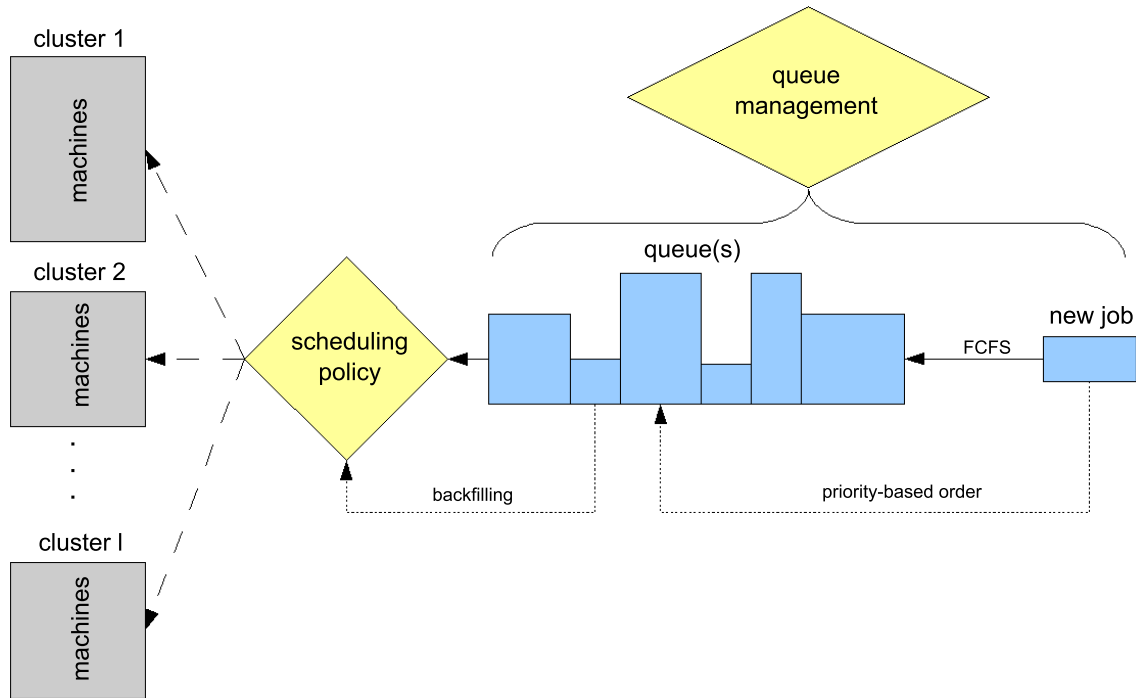 cluster 1
machines
queue
management
queue(s)
cluster 2
machines
scheduling
policy
new job
FCFS
backfilling
priority-based order
cluster l
machines